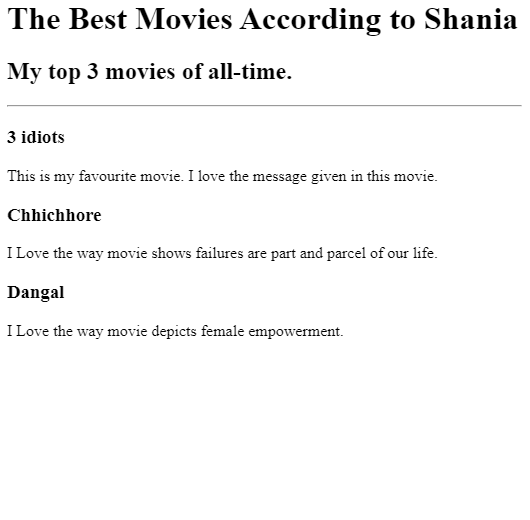 The Best Movies According to Shania
My top 3 movies of all-time.
3 idiots
This is my favourite movie. I love the message given in this movie.
Chhichhore
I Love the way movie shows failures are part and parcel of our life.
Dangal
I Love the way movie depicts female empowerment.